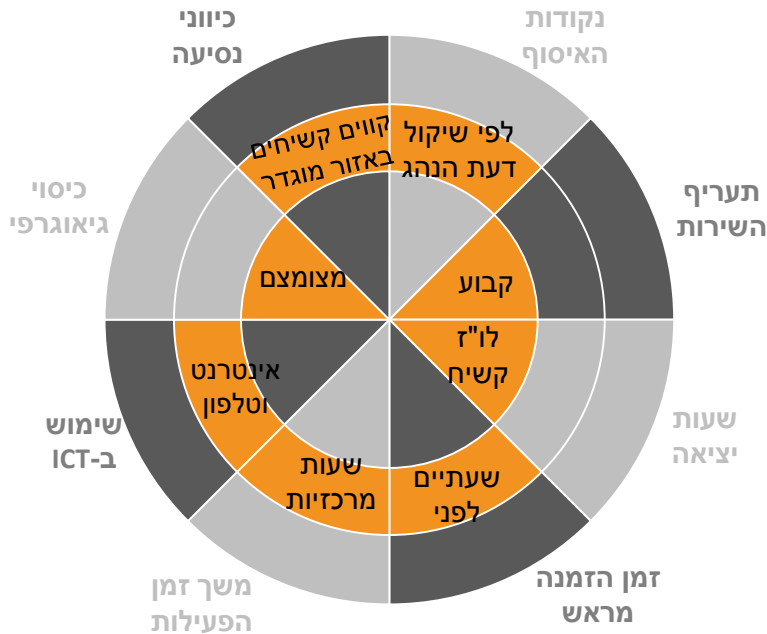 כיווני
נסיעה
נקודות
האיסוף
קווים קשיחים
באזור מוגדר
לפי שיקול
דעת הנהג
כיסוי
גיאוגרפי
תעריף
השירות
מצומצם
קבוע
לו"ז
קשיח
אינטרנט
וטלפון
שימוש
ב-ICT
שעות
יציאה
שעות
מרכזיות
שעתיים
לפני
משך זמן
הפעילות
זמן הזמנה
מראש